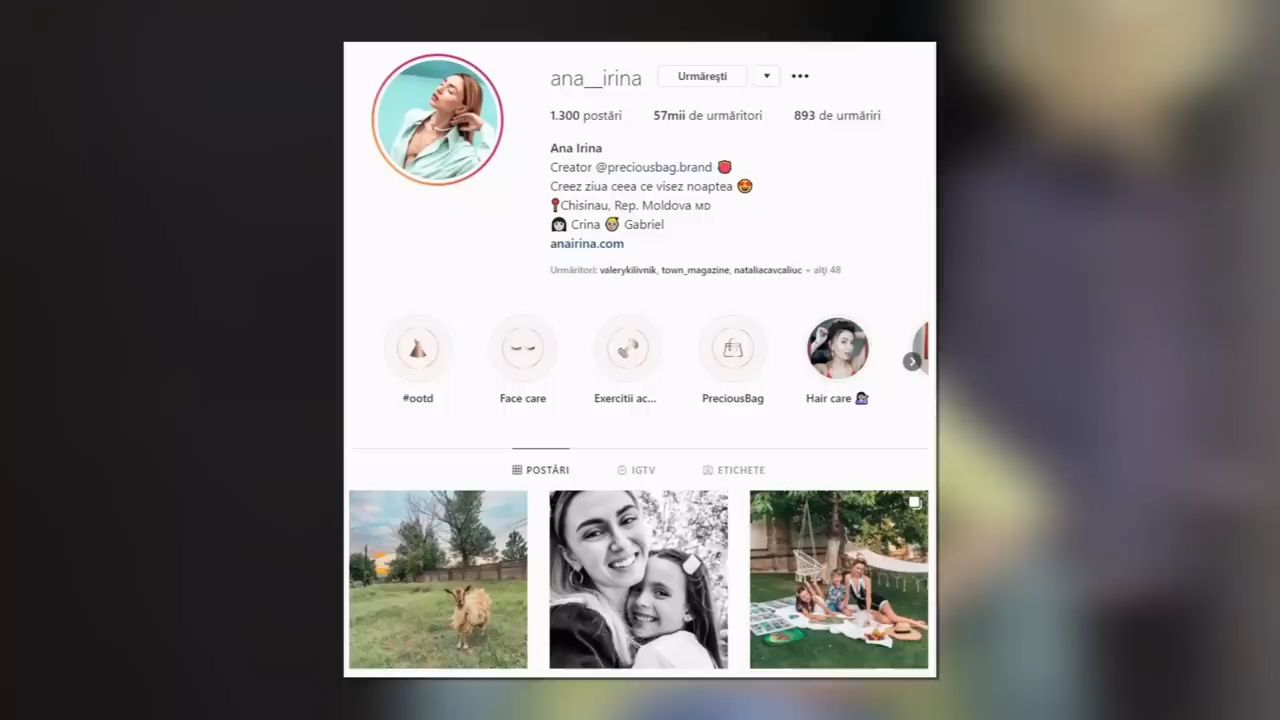 ana__irina Urmărești
1.300 postări 57mii de urmăritori 893 de urmăriri
Ana Irina
Creator @preciousbag.brand
Creez ziua ceea ce visez noaptea 😍
📍Chisinau, Rep. Moldova MD
👩🏻 Crina 👦🏼 Gabriel
anairina.com
Urmăritori: valerykilivnik, town_magazine, nataliacavcaliuc + alți 48
#ootd Face care Exercitii ac... PreciousBag Hair care 💇🏻‍♀️
POSTĂRI IGTV ETICHETE